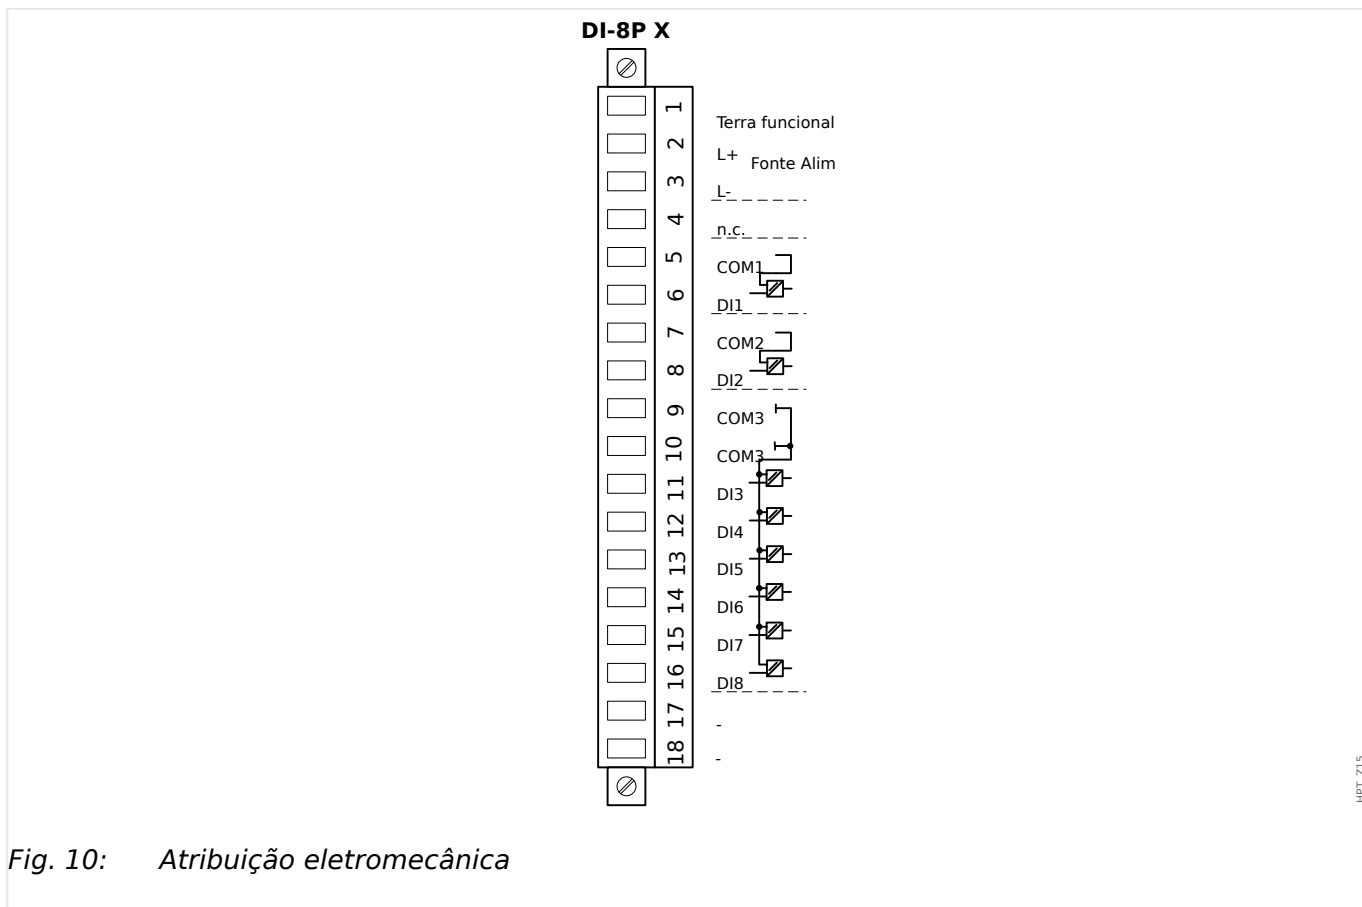 DI-8P X
1
Terra funcional
2
L+ Fonte Alim
3
L-
4
n.c.
5
COM1
6
DI1
7
COM2
8
DI2
9
COM3
10
COM3
11
DI3
12
DI4
13
DI5
14
DI6
15
DI7
16
DI8
17
-
18
-
HPT_Z15
Fig. 10: Atribuição eletromecânica